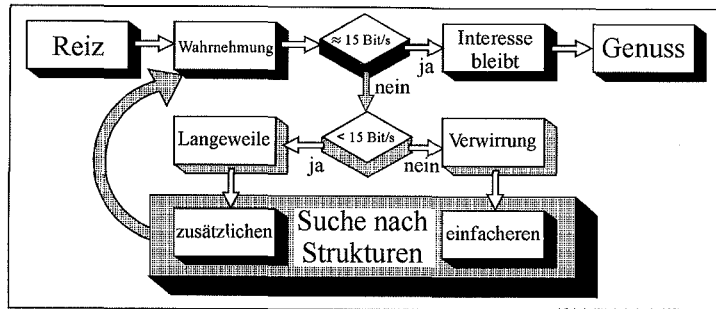 Reiz
Wahrnehmung
≈ 15 Bit/s
ja
Interesse
bleibt
Genuss
nein
Langeweile
ja
< 15 Bit/s
nein
Verwirrung
zusätzlichen
Suche nach
Strukturen
einfacheren